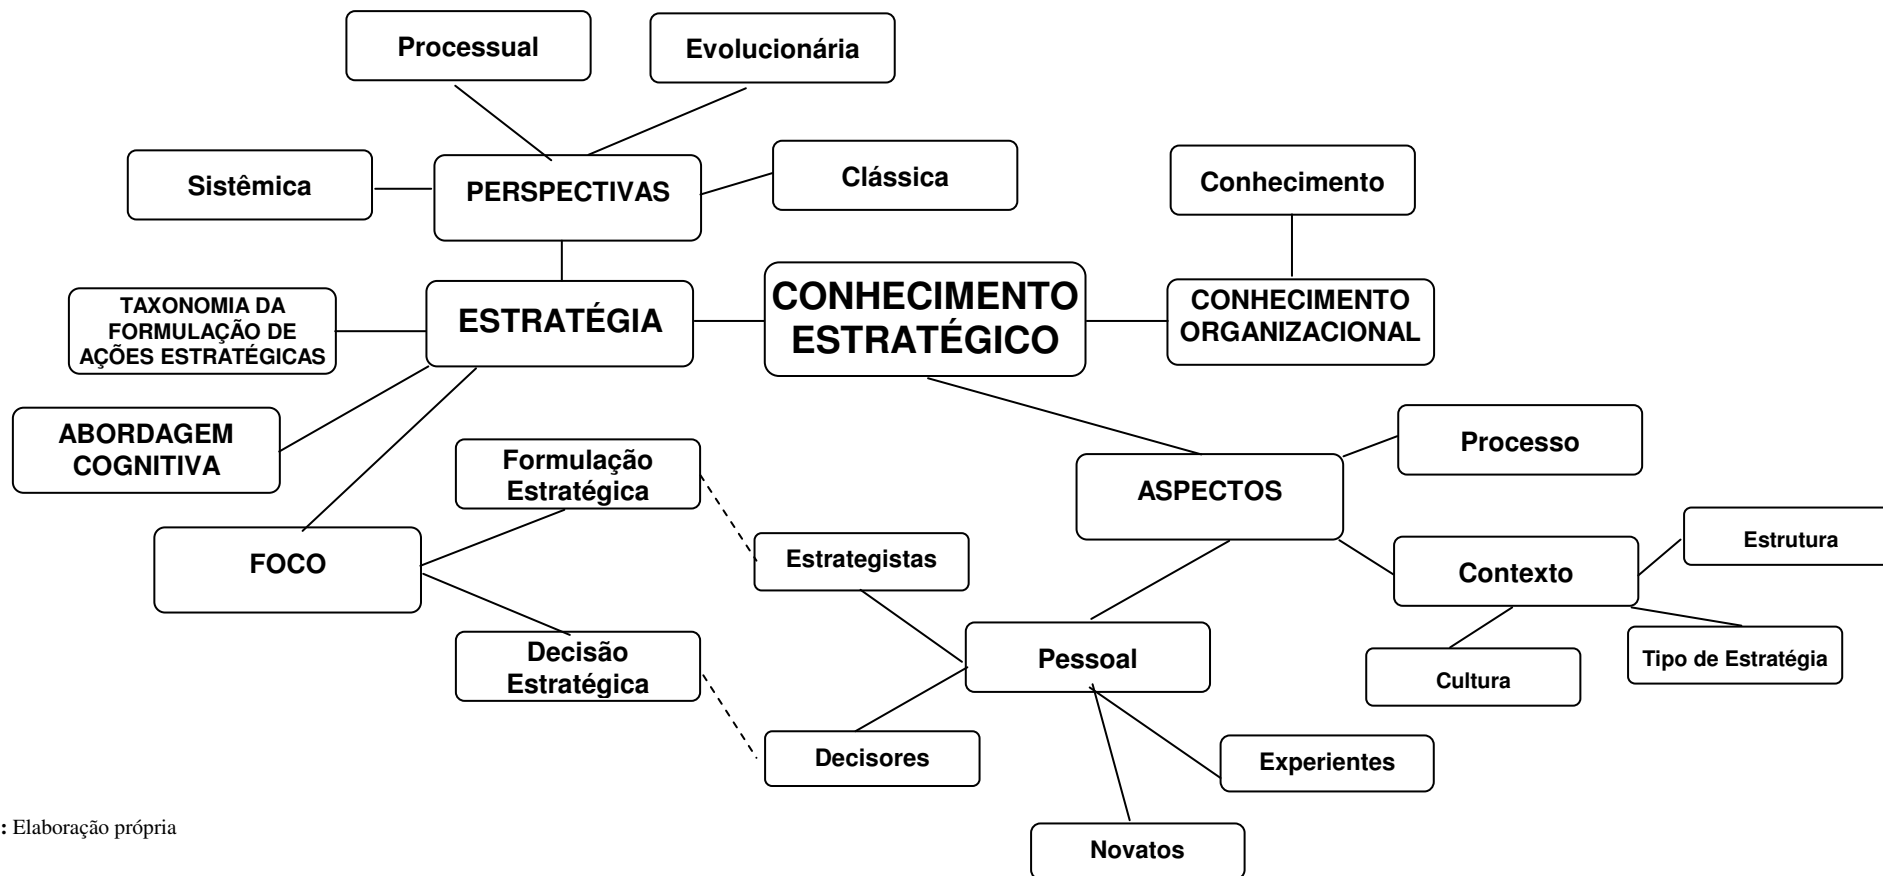 Processual
Evolucionária
Sistêmica
PERSPECTIVAS
Clássica
Conhecimento
TAXONOMIA DA
FORMULAÇÃO DE
AÇÕES ESTRATÉGICAS
ESTRATÉGIA
CONHECIMENTO
ESTRATÉGICO
CONHECIMENTO
ORGANIZACIONAL
ABORDAGEM
COGNITIVA
Formulação
Estratégica
ASPECTOS
Processo
FOCO
Estrategistas
Contexto
Estrutura
Decisão
Estratégica
Pessoal
Cultura
Tipo de Estratégia
Decisores
Experientes
Novatos
: Elaboração própria